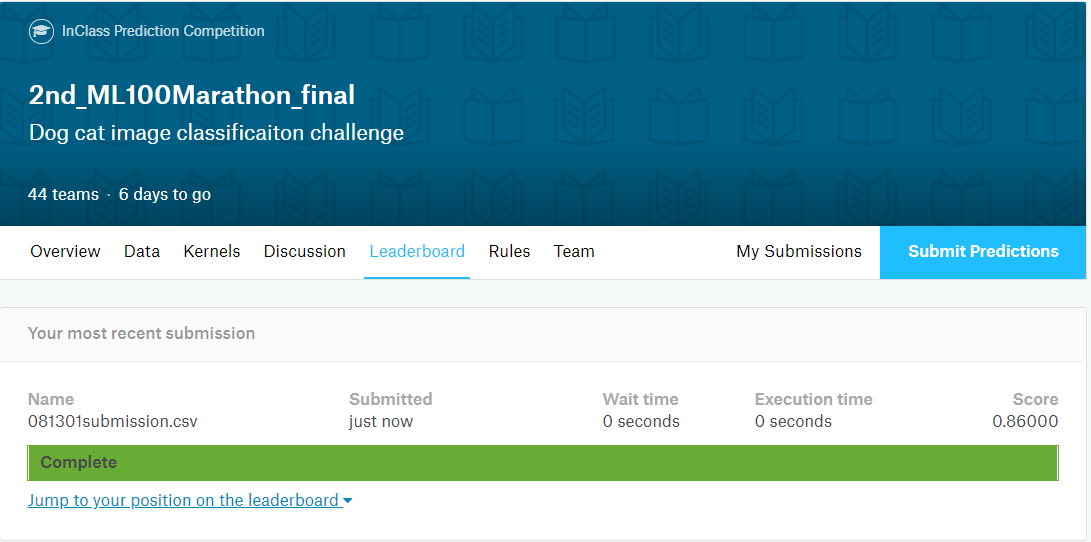 InClass Prediction Competition
2nd_ML100Marathon_final
Dog cat image classificaiton challenge
44 teams · 6 days to go
Overview Data Kernels Discussion Leaderboard Rules Team My Submissions Submit Predictions
Your most recent submission
Name Submitted Wait time Execution time Score
081301submission.csv just now 0 seconds 0 seconds 0.86000
Complete
Jump to your position on the leaderboard